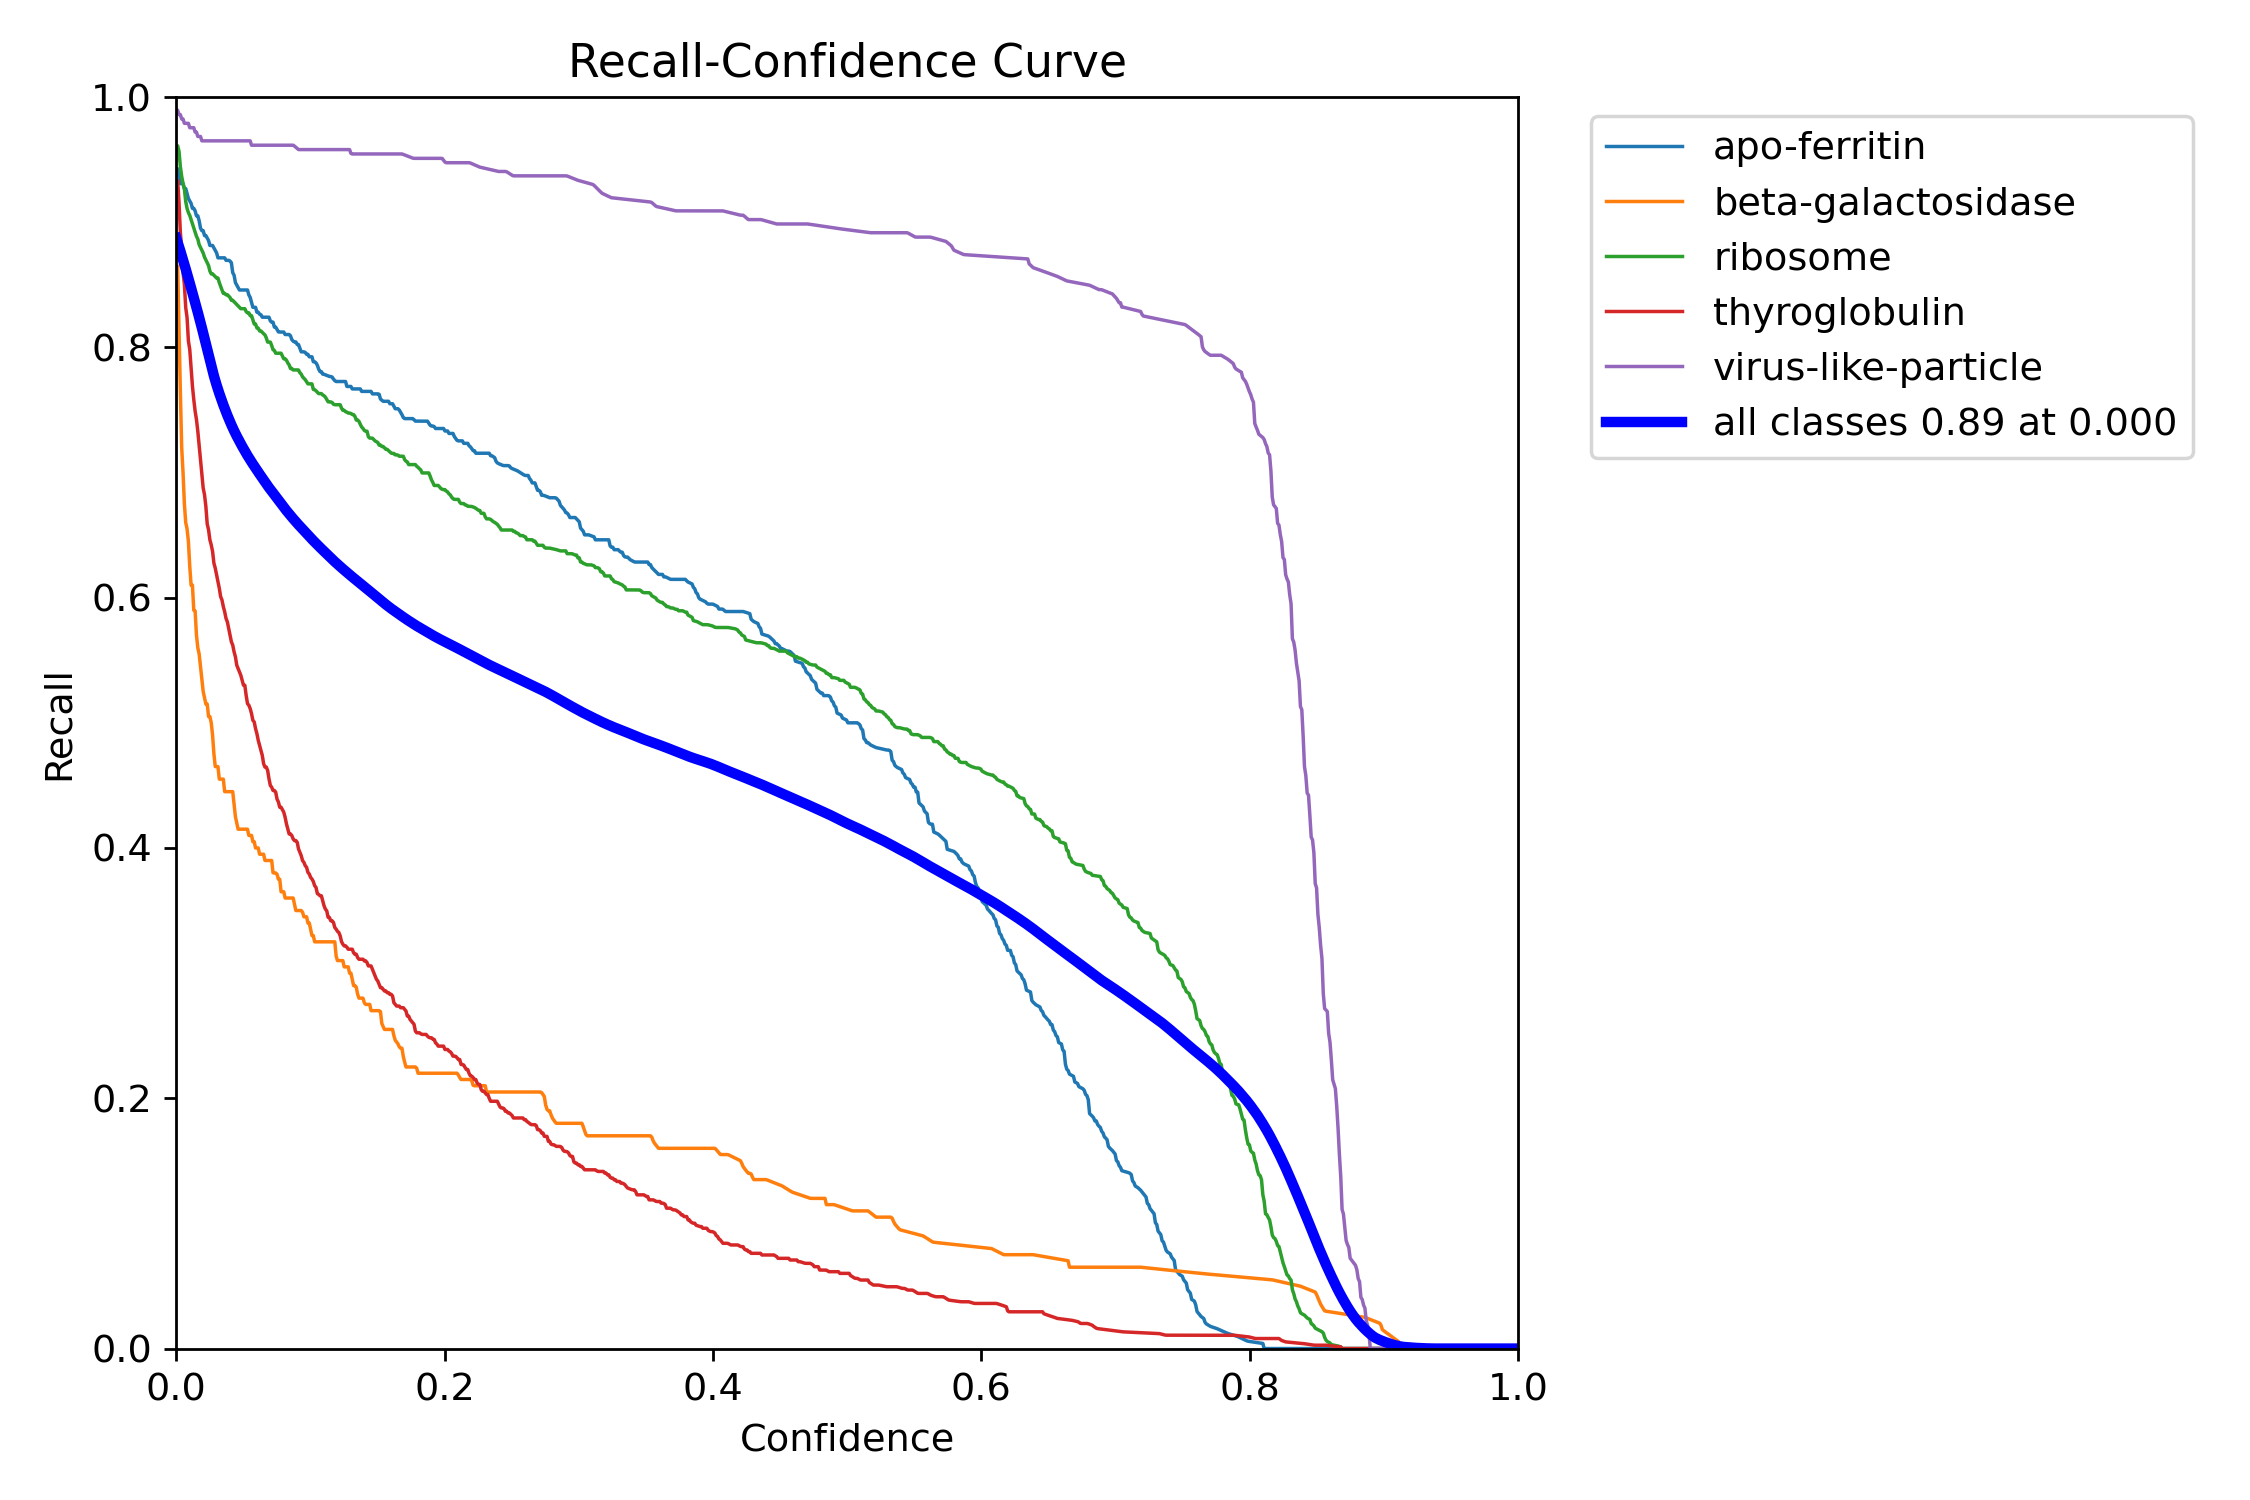 Recall-Confidence Curve
1.0
0.8
0.6
0.4
0.2
0.0
Recall
0.0 0.2 0.4 0.6 0.8 1.0
Confidence
apo-ferritin
beta-galactosidase
ribosome
thyroglobulin
virus-like-particle
all classes 0.89 at 0.000